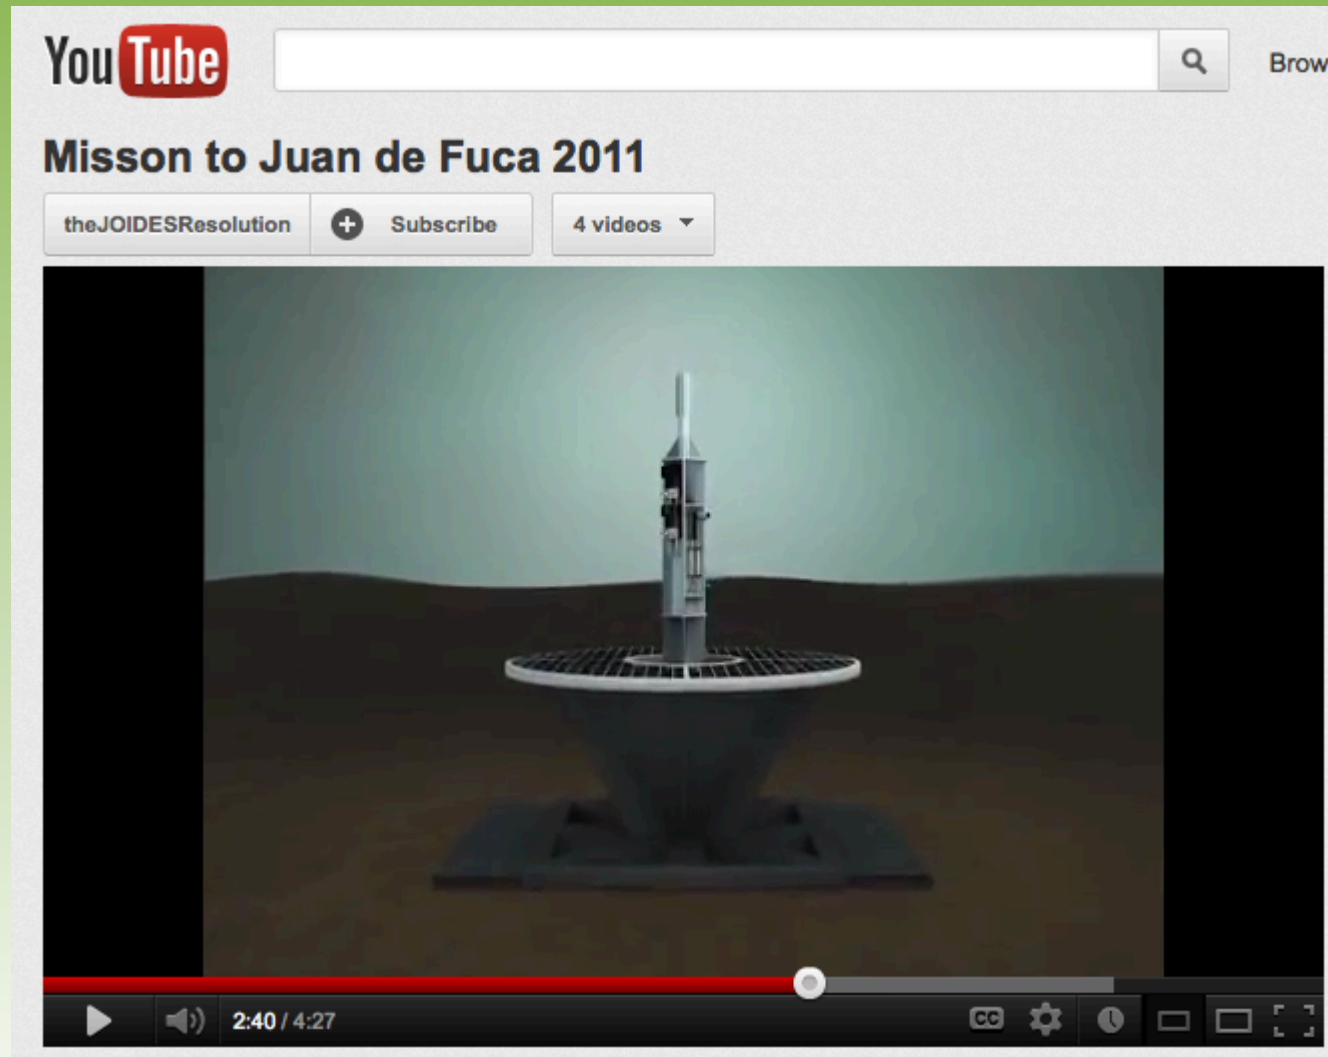 YouTube
Brow
Misson to Juan de Fuca 2011
theJOIDESResolution Subscribe 4 videos
2:40 / 4:27 CC